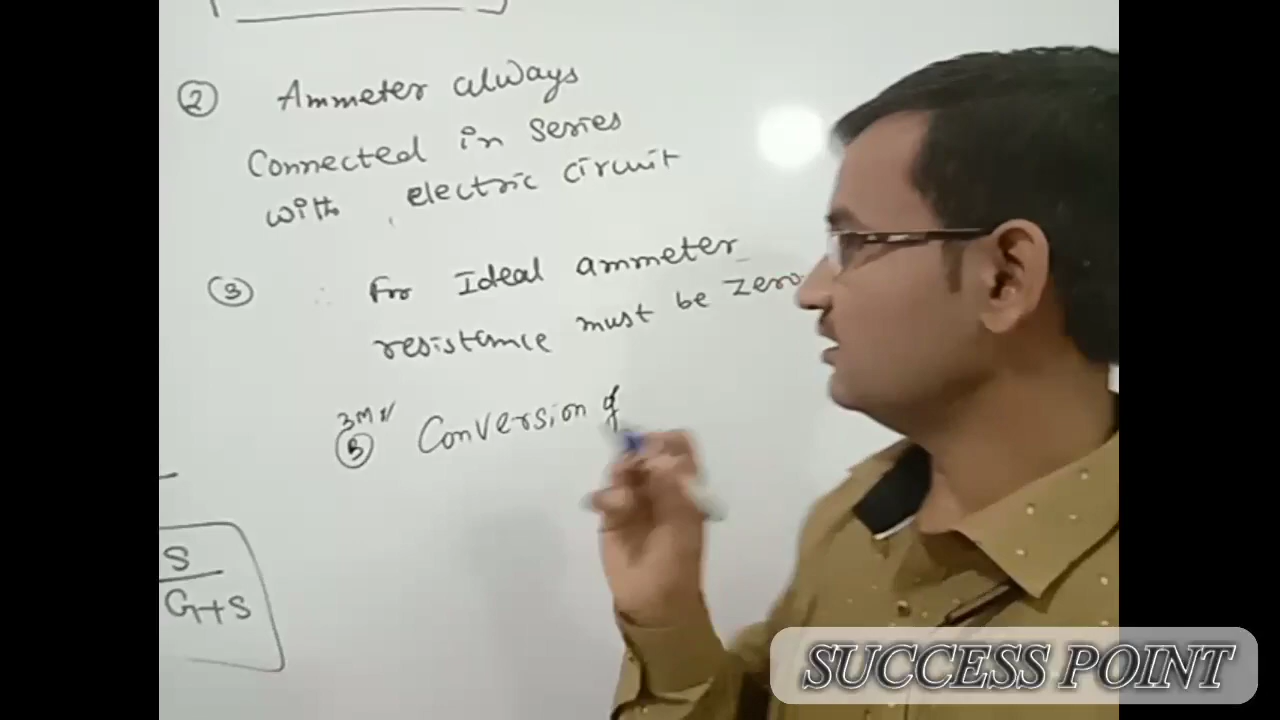 ② Ammeter always
Connected in series
with electric circuit
③ ∴ For Ideal ammeter
resistance must be zero
3M
Ⓑ Conversion of
S
G+S
SUCCESS POINT